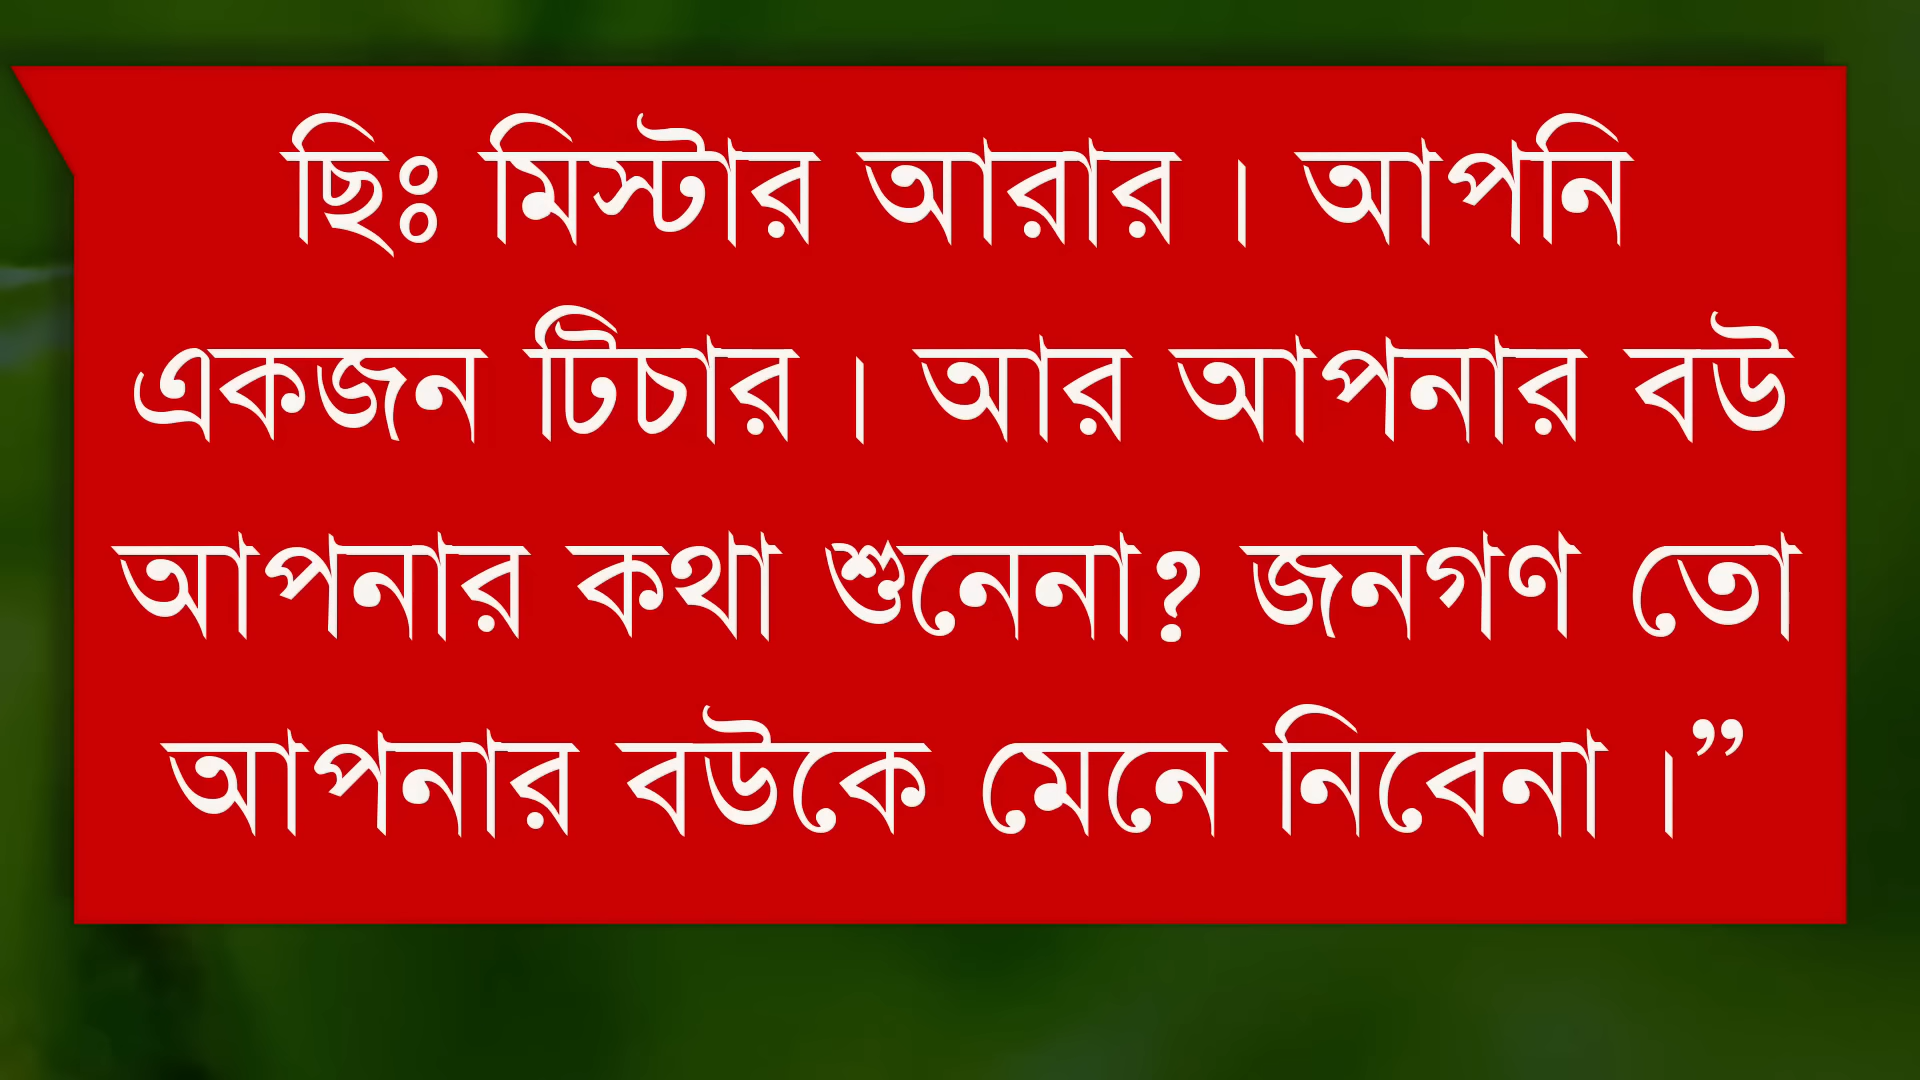 ছিঃ মিস্টার আরার । আপনি
একজন টিচার । আর আপনার বউ
আপনার কথা শুনেনা? জনগণ তো
আপনার বউকে মেনে নিবেনা ।”